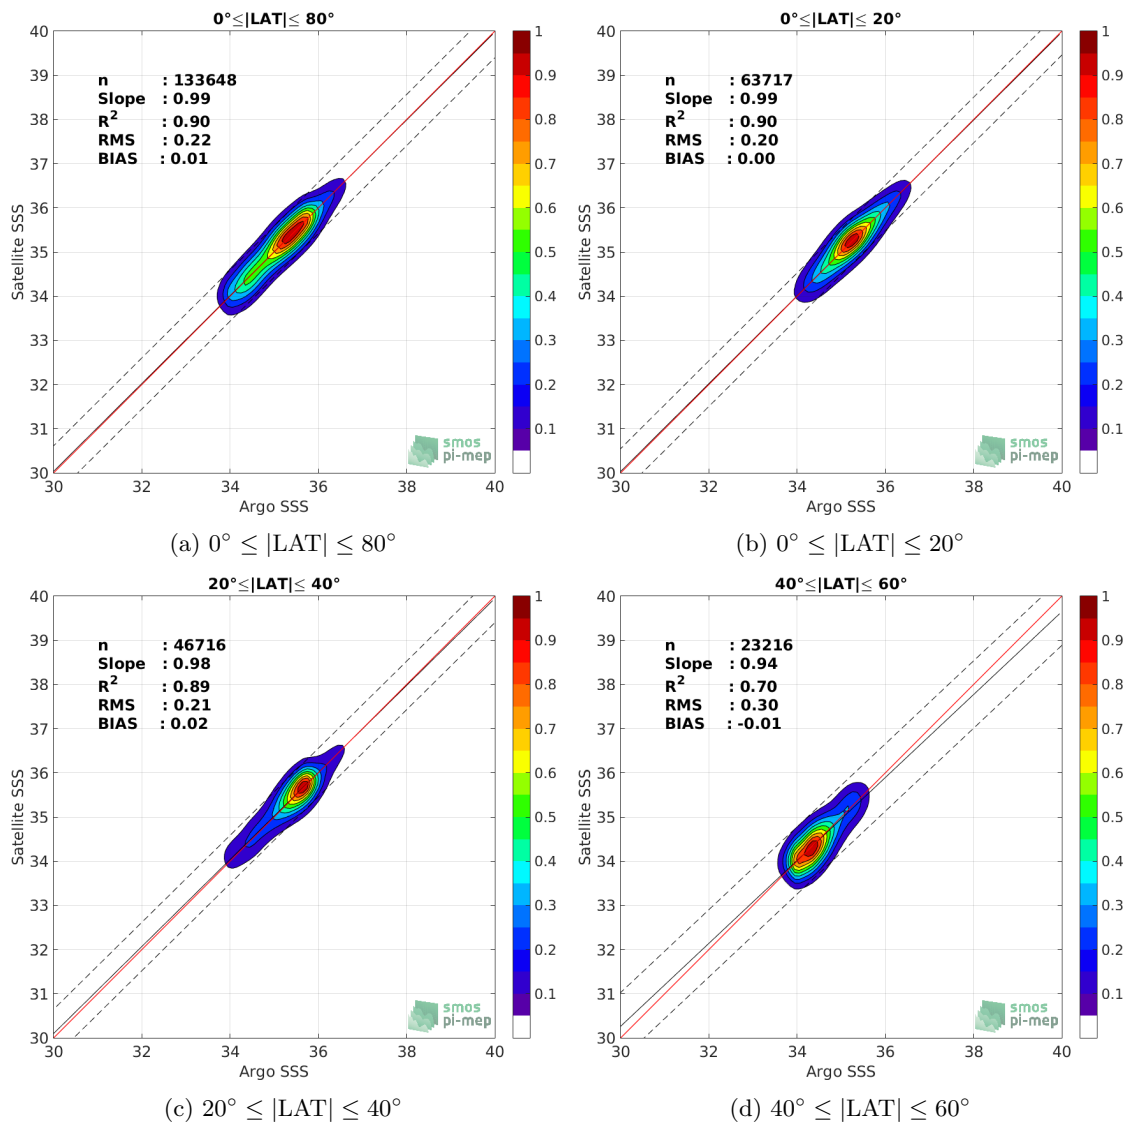 0°≤|LAT|≤ 80°
n : 133648
Slope : 0.99
R2 : 0.90
RMS : 0.22
BIAS : 0.01
Satellite SSS
40
39
38
37
36
35
34
33
32
31
30
30 32 34 36 38 40
Argo SSS
1
0.9
0.8
0.7
0.6
0.5
0.4
0.3
0.2
0.1
smos
pi-mep
(a) 0° ≤ |LAT| ≤ 80°
0°≤|LAT|≤ 20°
n : 63717
Slope : 0.99
R2 : 0.90
RMS : 0.20
BIAS : 0.00
Satellite SSS
40
39
38
37
36
35
34
33
32
31
30
30 32 34 36 38 40
Argo SSS
1
0.9
0.8
0.7
0.6
0.5
0.4
0.3
0.2
0.1
smos
pi-mep
(b) 0° ≤ |LAT| ≤ 20°
20°≤|LAT|≤ 40°
n : 46716
Slope : 0.98
R2 : 0.89
RMS : 0.21
BIAS : 0.02
Satellite SSS
40
39
38
37
36
35
34
33
32
31
30
30 32 34 36 38 40
Argo SSS
1
0.9
0.8
0.7
0.6
0.5
0.4
0.3
0.2
0.1
smos
pi-mep
(c) 20° ≤ |LAT| ≤ 40°
40°≤|LAT|≤ 60°
n : 23216
Slope : 0.94
R2 : 0.70
RMS : 0.30
BIAS : -0.01
Satellite SSS
40
39
38
37
36
35
34
33
32
31
30
30 32 34 36 38 40
Argo SSS
1
0.9
0.8
0.7
0.6
0.5
0.4
0.3
0.2
0.1
smos
pi-mep
(d) 40° ≤ |LAT| ≤ 60°